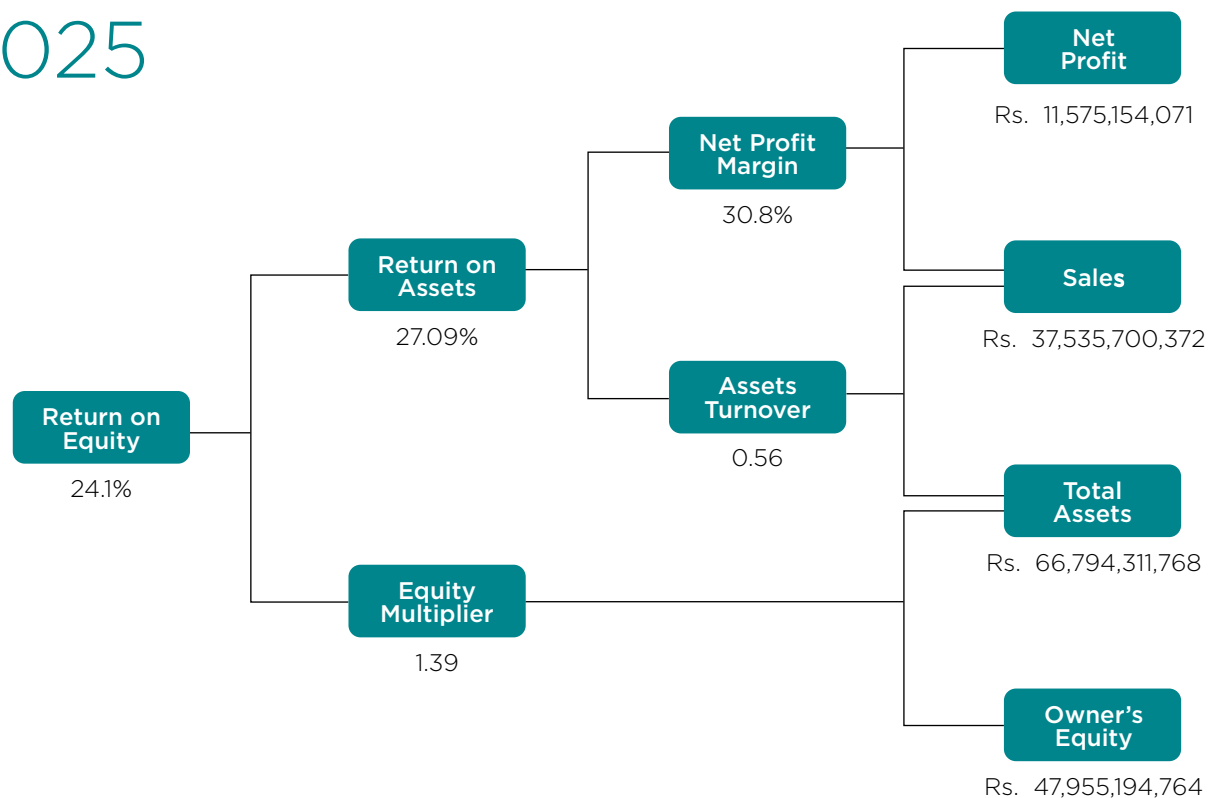 025
Net
Profit
Rs. 11,575,154,071
Net Profit
Margin
30.8%
Return on
Assets
27.09%
Sales
Rs. 37,535,700,372
Assets
Turnover
0.56
Return on
Equity
24.1%
Total
Assets
Rs. 66,794,311,768
Equity
Multiplier
1.39
Owner's
Equity
Rs. 47,955,194,764